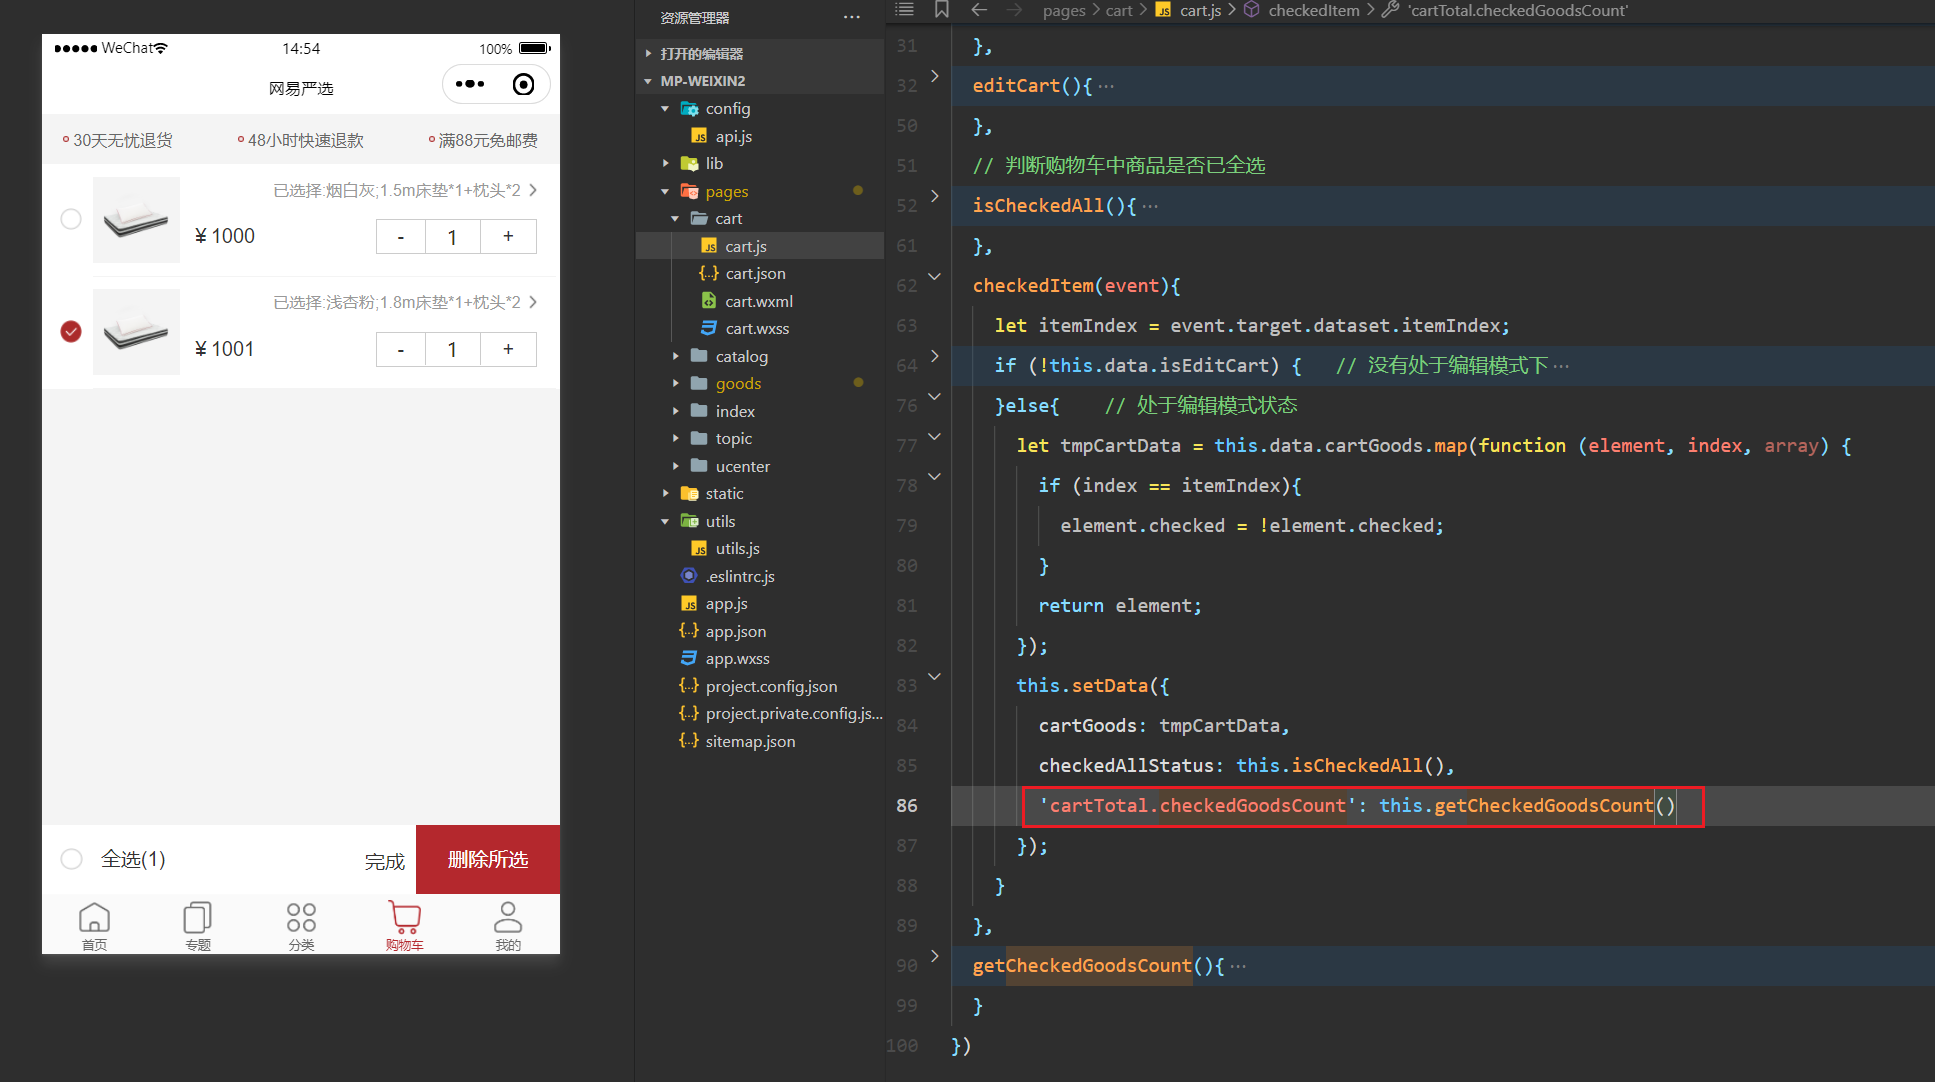 WeChat
14:54
100%
网易严选
30天无忧退货
48小时快速退款
满88元免邮费
已选择:烟白灰;1.5m床垫*1+枕头*2
¥ 1000
- 1 +
已选择:浅杏粉;1.8m床垫*1+枕头*2
¥ 1001
- 1 +
全选(1)
完成
删除所选
首页
专题
分类
购物车
我的
资源管理器
打开的编辑器
MP-WEIXIN2
config
api.js
lib
pages
cart
cart.js
cart.json
cart.wxml
cart.wxss
catalog
goods
index
topic
ucenter
static
utils
utils.js
.eslintrc.js
app.js
app.json
app.wxss
project.config.json
project.private.config.js...
sitemap.json
pages > cart > cart.js > checkedItem > 'cartTotal.checkedGoodsCount'
31 },
32 editCart(){ ···
50 },
51 // 判断购物车中商品是否已全选
52 isCheckedAll(){ ···
61 },
62 checkedItem(event){
63 let itemIndex = event.target.dataset.itemIndex;
64 if (!this.data.isEditCart) { // 没有处于编辑模式下 ···
76 }else{ // 处于编辑模式状态
77 let tmpCartData = this.data.cartGoods.map(function (element, index, array) {
78 if (index == itemIndex){
79 element.checked = !element.checked;
80 }
81 return element;
82 });
83 this.setData({
84 cartGoods: tmpCartData,
85 checkedAllStatus: this.isCheckedAll(),
86 'cartTotal.checkedGoodsCount': this.getCheckedGoodsCount()
87 });
88 }
89 },
90 getCheckedGoodsCount(){ ···
99 }
100 })